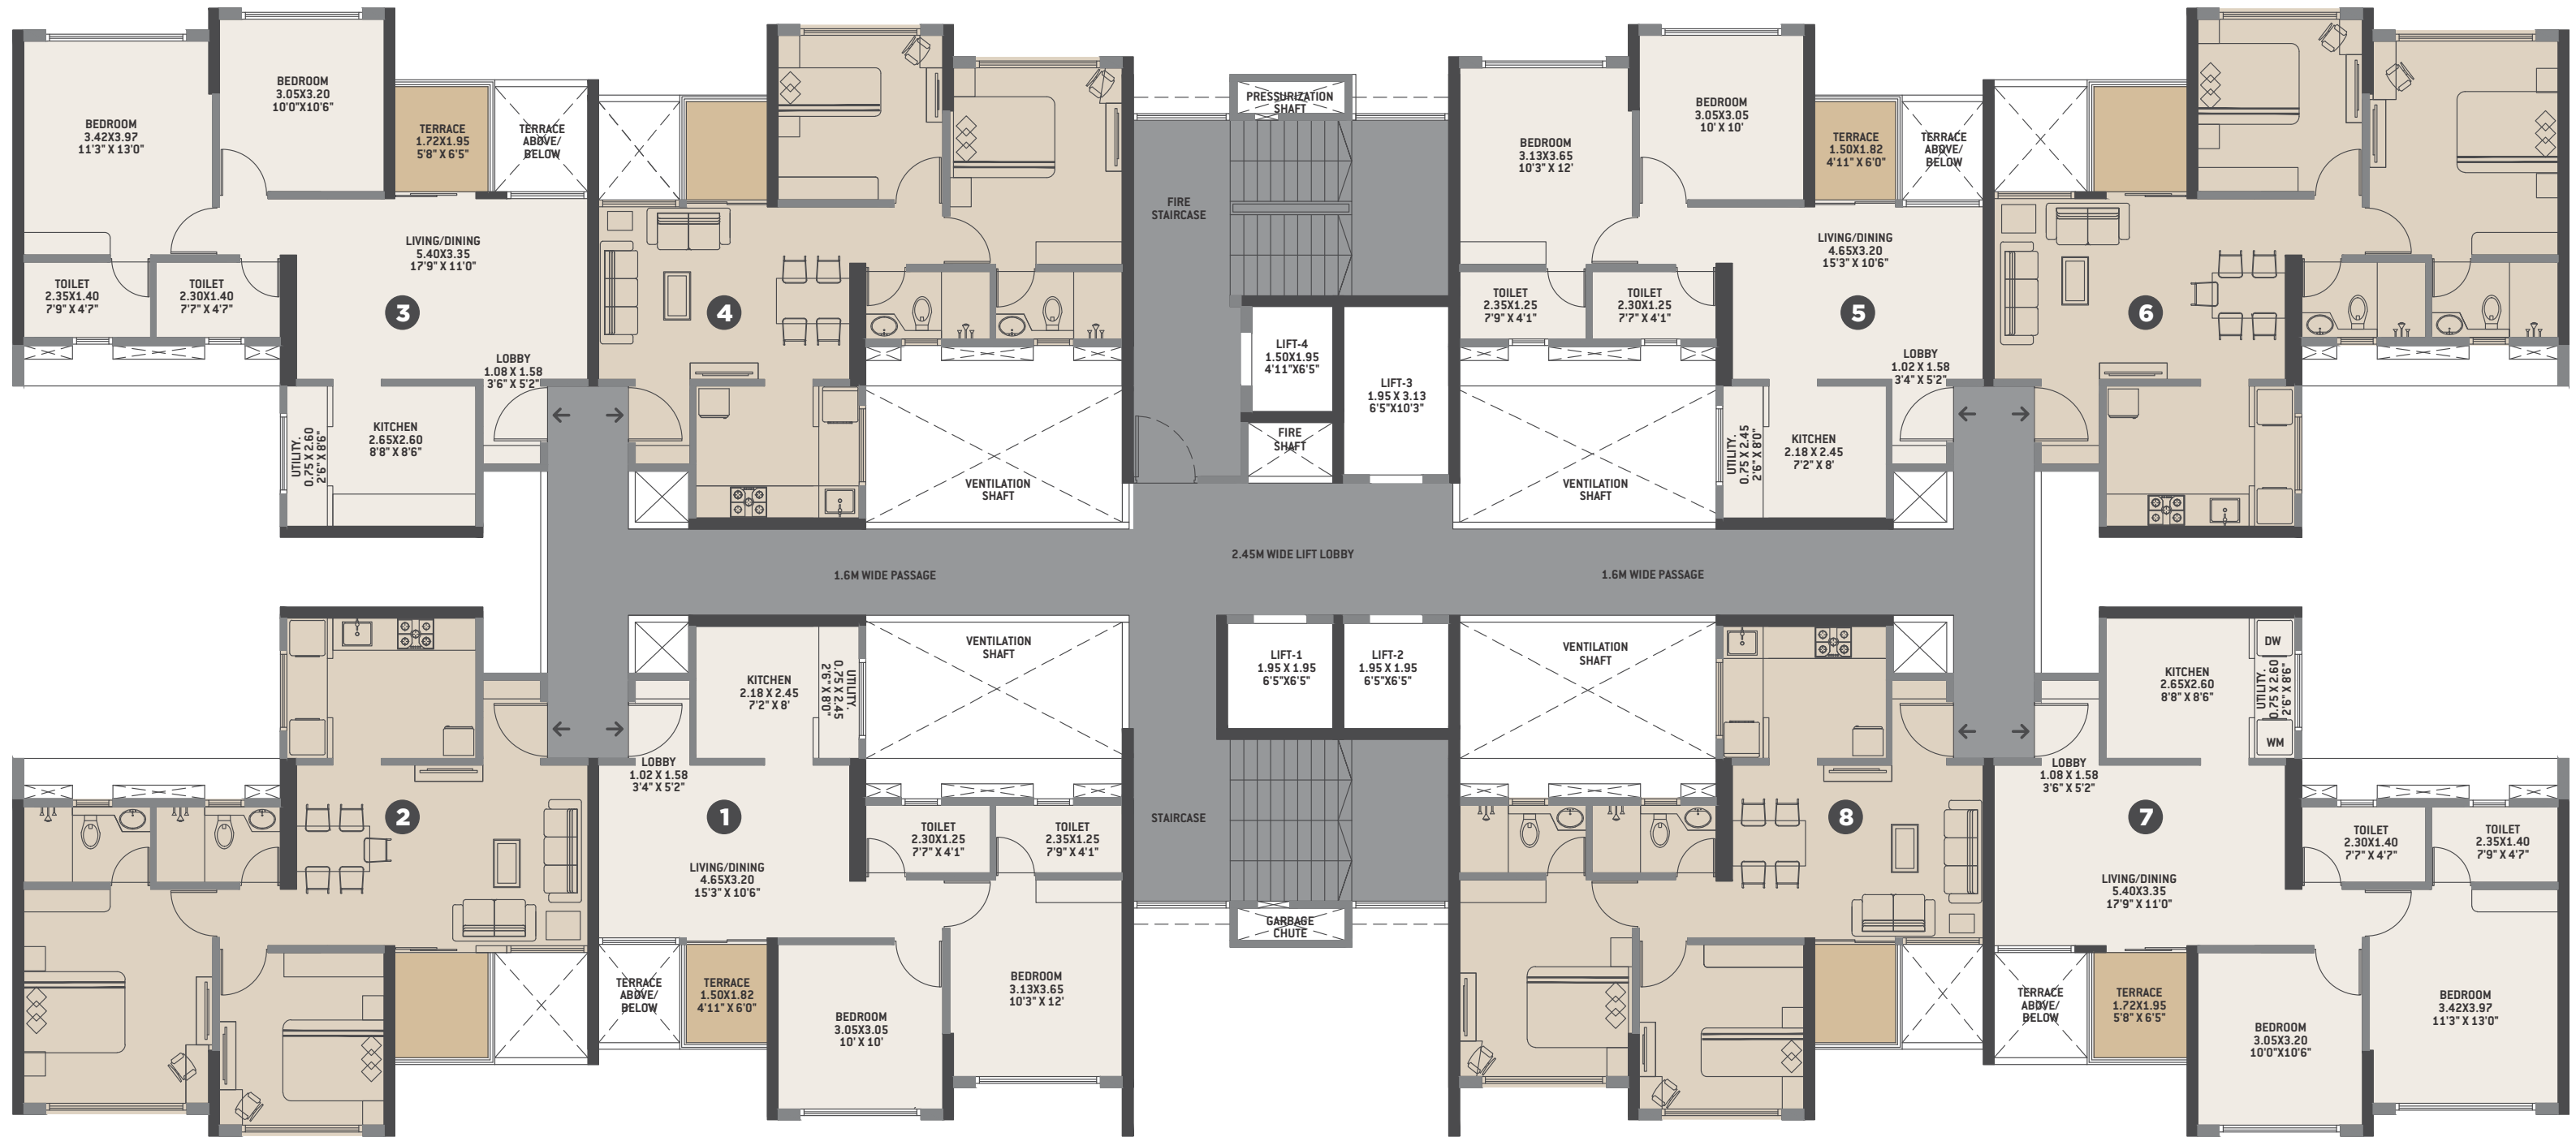 BEDROOM
3.42X3.97
11'3" X 13'0"
BEDROOM
3.05X3.20
10'0"X10'6"
TERRACE
1.72X1.95
5'8" X 6'5"
TERRACE
ABOVE/
BELOW
LIVING/DINING
5.40X3.35
17'9" X 11'0"
TOILET
2.35X1.40
7'9" X 4'7"
TOILET
2.30X1.40
7'7" X 4'7"
3
LOBBY
1.08 X 1.58
3'6" X 5'2"
UTILITY.
0.75 X 2.60
2'6" X 8'6"
KITCHEN
2.65X2.60
8'8" X 8'6"
4
VENTILATION
SHAFT
PRESSURIZATION
SHAFT
FIRE
STAIRCASE
LIFT-4
1.50X1.95
4'11"X6'5"
LIFT-3
1.95 X 3.13
6'5"X10'3"
FIRE
SHAFT
BEDROOM
3.13X3.65
10'3" X 12'
BEDROOM
3.05X3.05
10' X 10'
TERRACE
1.50X1.82
4'11" X 6'0"
TERRACE
ABOVE/
BELOW
LIVING/DINING
4.65X3.20
15'3" X 10'6"
TOILET
2.35X1.25
7'9" X 4'1"
TOILET
2.30X1.25
7'7" X 4'1"
5
LOBBY
1.02 X 1.58
3'4" X 5'2"
VENTILATION
SHAFT
UTILITY.
0.75 X 2.45
2'6" X 8'0"
KITCHEN
2.18 X 2.45
7'2" X 8'
6
1.6M WIDE PASSAGE
2.45M WIDE LIFT LOBBY
1.6M WIDE PASSAGE
2
KITCHEN
2.18 X 2.45
7'2" X 8'
UTILITY.
0.75 X 2.45
2'6" X 8'0"
LOBBY
1.02 X 1.58
3'4" X 5'2"
1
VENTILATION
SHAFT
TOILET
2.30X1.25
7'7" X 4'1"
TOILET
2.35X1.25
7'9" X 4'1"
LIVING/DINING
4.65X3.20
15'3" X 10'6"
TERRACE
ABOVE/
BELOW
TERRACE
1.50X1.82
4'11" X 6'0"
BEDROOM
3.05X3.05
10' X 10'
BEDROOM
3.13X3.65
10'3" X 12'
LIFT-1
1.95 X 1.95
6'5"X6'5"
LIFT-2
1.95 X 1.95
6'5"X6'5"
STAIRCASE
GARBAGE
CHUTE
VENTILATION
SHAFT
8
KITCHEN
2.65X2.60
8'8" X 8'6"
DW
UTILITY.
0.75 X 2.60
2'6" X 8'6"
WM
LOBBY
1.08 X 1.58
3'6" X 5'2"
7
TOILET
2.30X1.40
7'7" X 4'7"
TOILET
2.35X1.40
7'9" X 4'7"
LIVING/DINING
5.40X3.35
17'9" X 11'0"
TERRACE
ABOVE/
BELOW
TERRACE
1.72X1.95
5'8" X 6'5"
BEDROOM
3.05X3.20
10'0"X10'6"
BEDROOM
3.42X3.97
11'3" X 13'0"